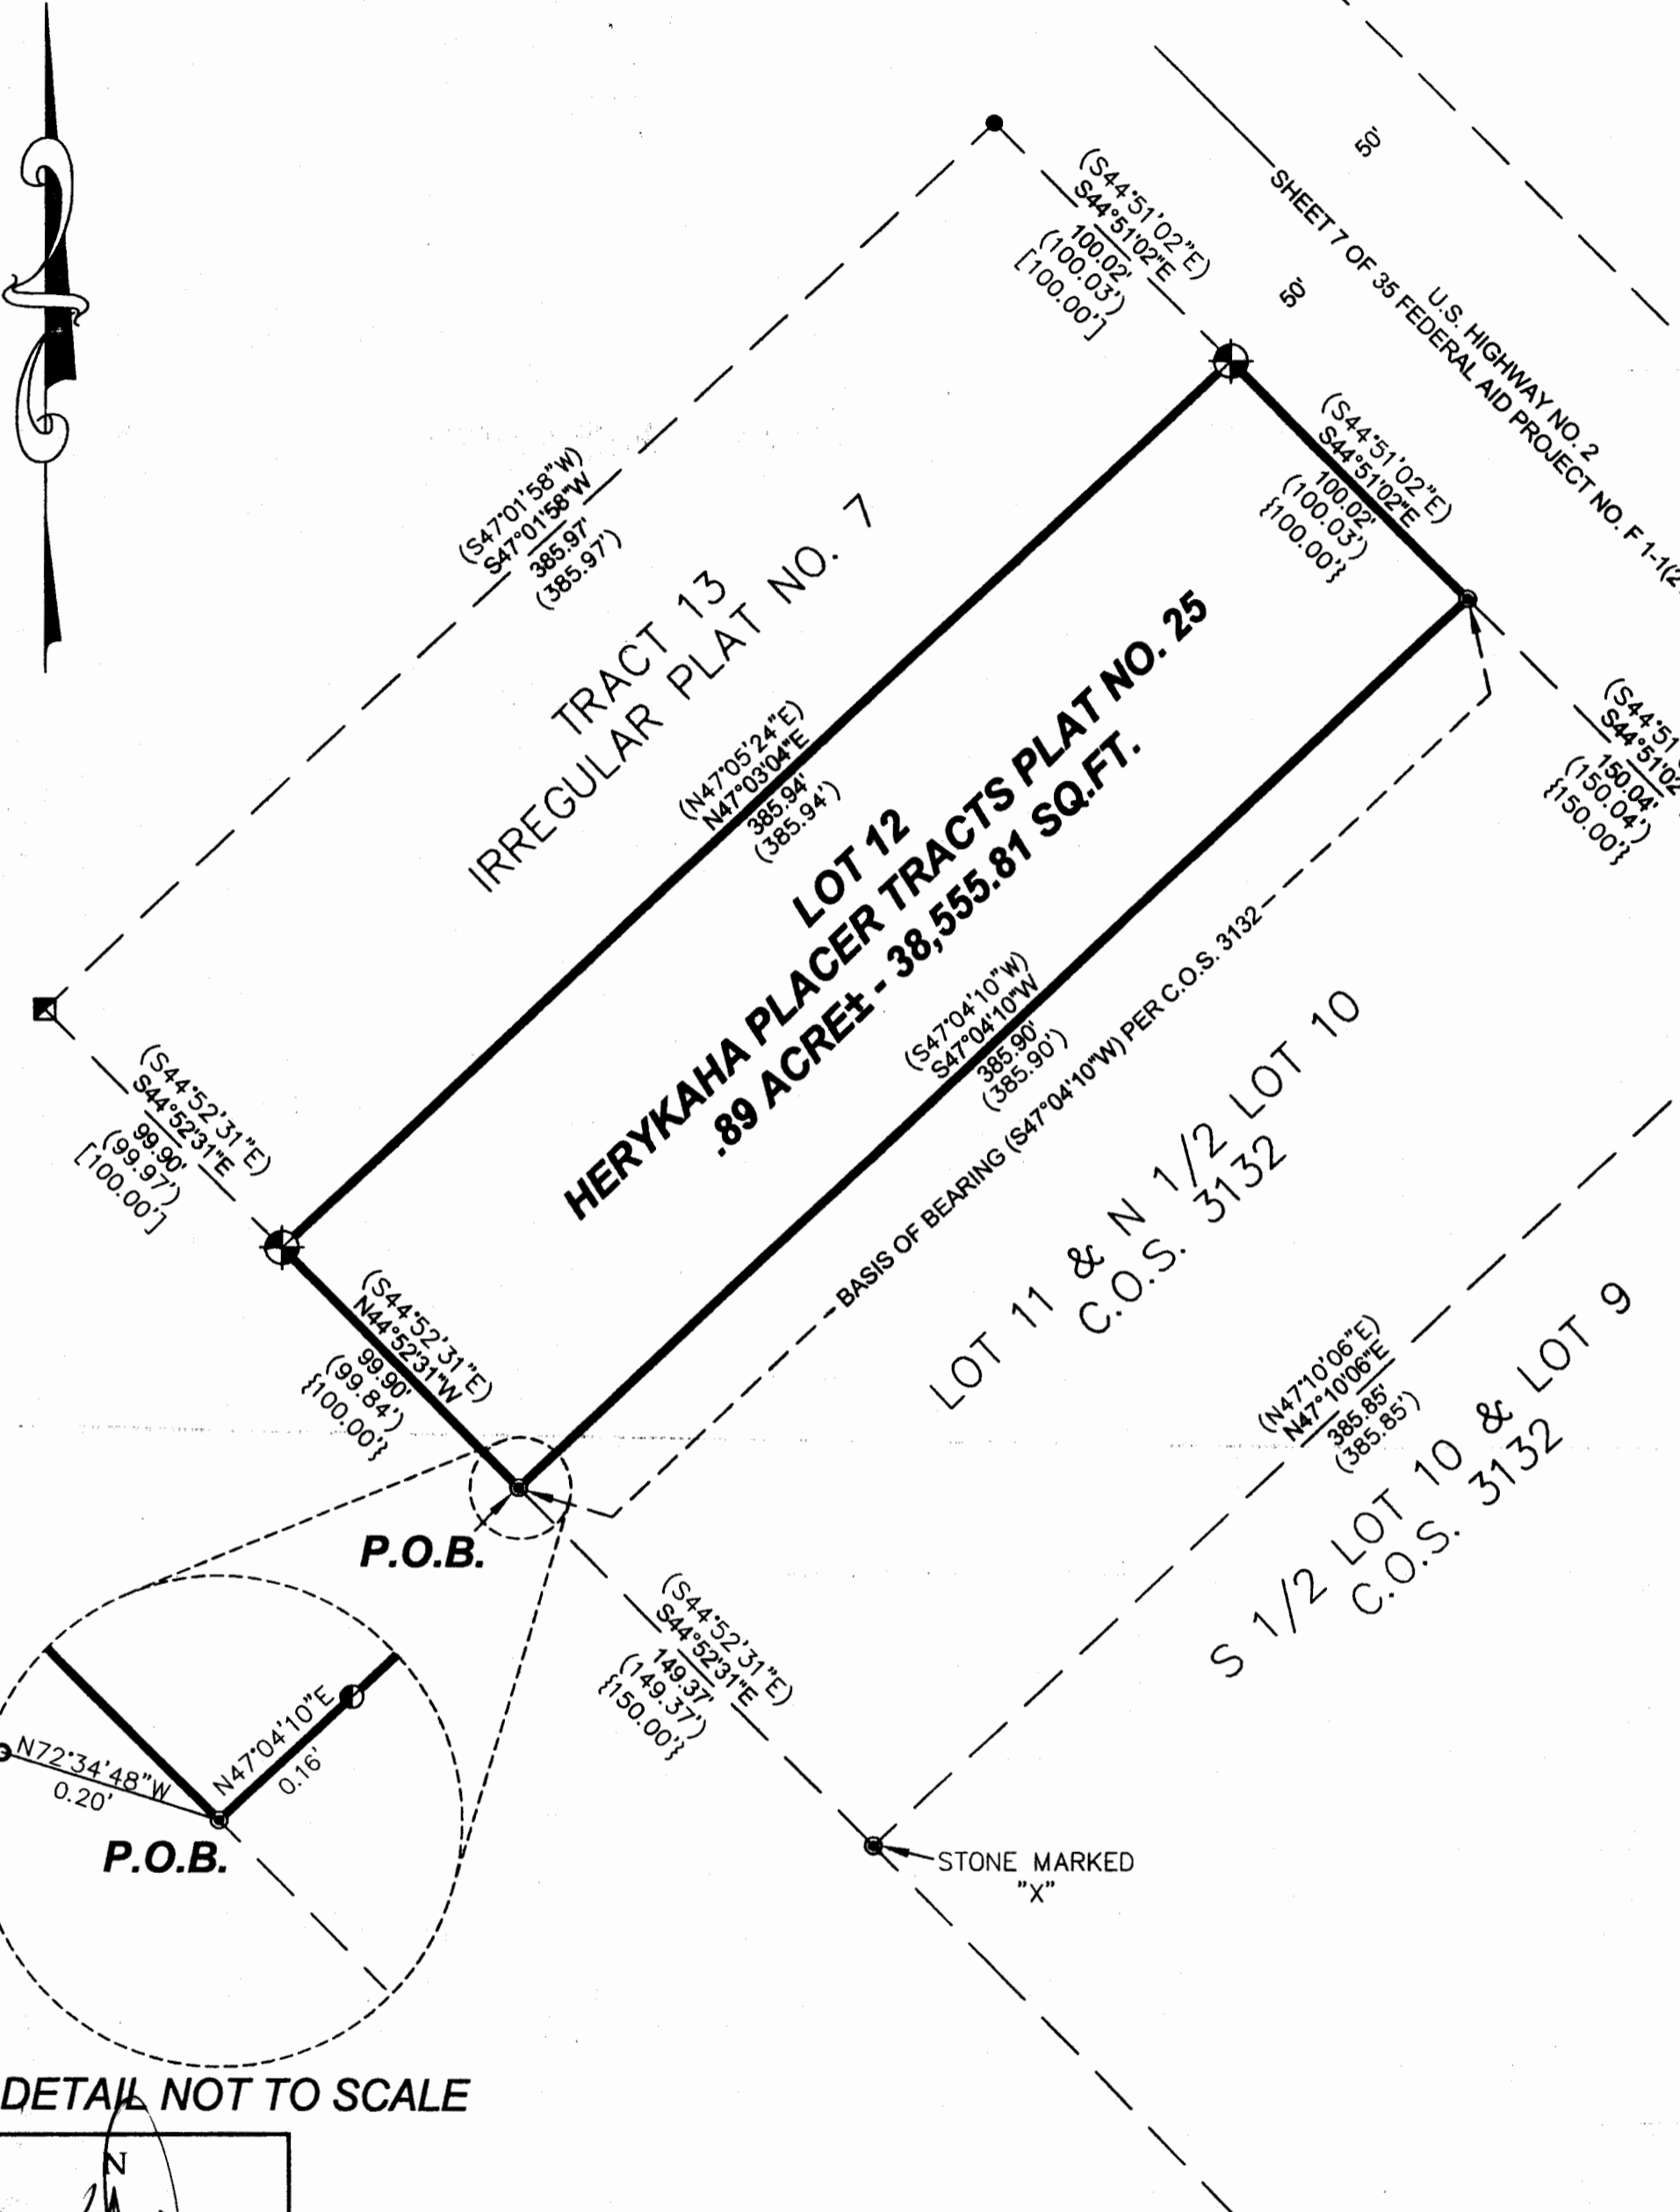 50'
50'
U.S. HIGHWAY NO. 2
SHEET 7 OF 35 FEDERAL AID PROJECT NO. F 1-1(2
(S44°51'02"E)
S44°51'02"E
100.02'
(100.03')
[100.00']
(S44°51'02"E)
S44°51'02"E
100.02'
(100.03')
{100.00'}
(S47°01'58"W)
S47°01'58"W
385.97'
(385.97')
TRACT 13
IRREGULAR PLAT NO. 7
(N47°05'24"E)
N47°03'04"E
385.94'
(385.94')
LOT 12
HERYKAHA PLACER TRACTS PLAT NO. 25
.89 ACRE± - 38,555.81 SQ.FT.
(S44°51
S44°51'02
150.04'
(150.04')
{150.00'}
(S47°04'10"W)
S47°04'10"W
385.90'
(385.90')
BASIS OF BEARING (S47°04'10"W) PER C.O.S. 3132
(S44°52'31"E)
S44°52'31"E
99.90'
(99.97')
[100.00']
(S44°52'31"E)
N44°52'31"W
99.90'
(99.84')
{100.00'}
LOT 11 & N 1/2 LOT 10
C.O.S. 3132
(N47°10'06"E)
N47°10'06"E
385.85'
(385.85')
S 1/2 LOT 10 & LOT 9
C.O.S. 3132
P.O.B.
(S44°52'31"E)
S44°52'31"E
149.37'
(149.37')
{150.00'}
N47°04'10"E
0.16'
N72°34'48"W
0.20'
P.O.B.
STONE MARKED
"X"
DETAIL NOT TO SCALE
N